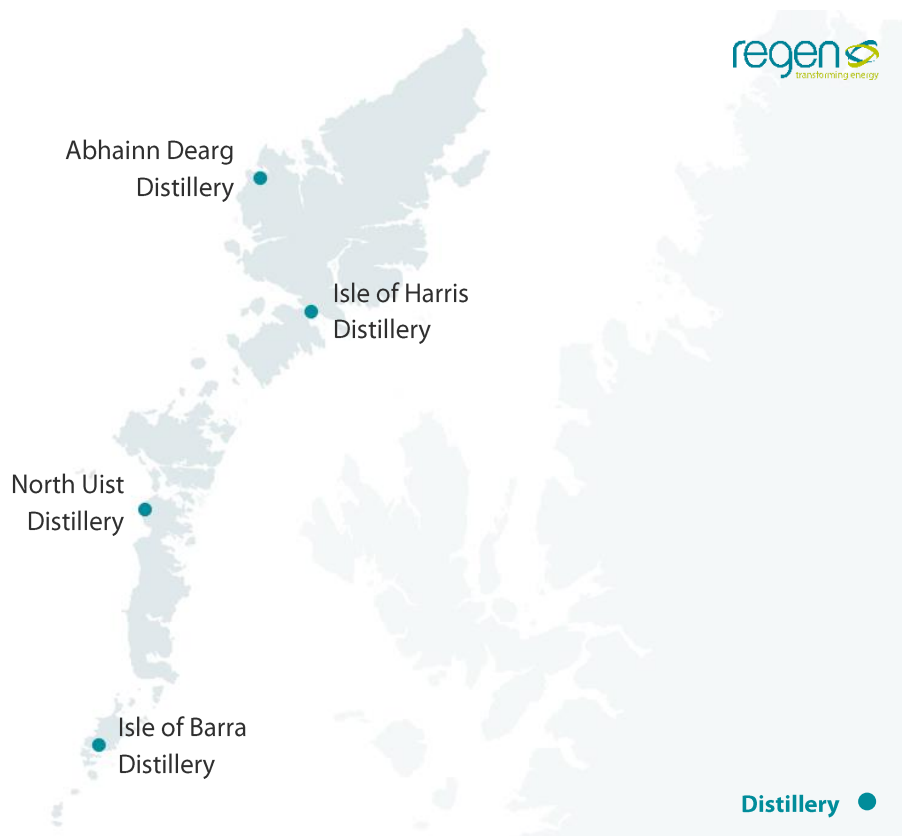 regen
transforming energy
Abhainn Dearg
Distillery
Isle of Harris
Distillery
North Uist
Distillery
Isle of Barra
Distillery
Distillery